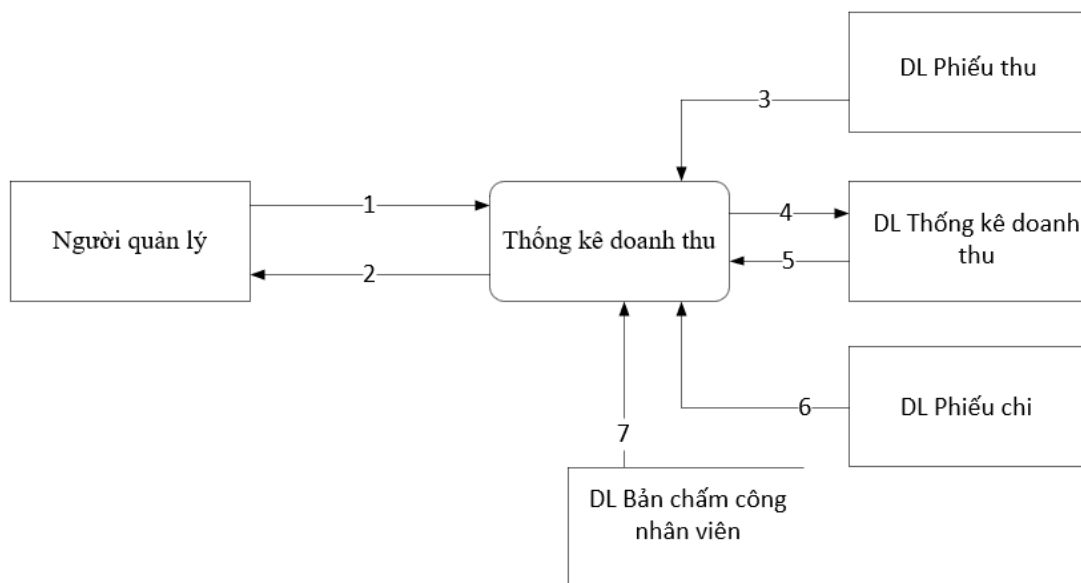 DL Phiếu thu
3
Người quản lý
1
2
Thống kê doanh thu
4
5
DL Thống kê doanh
thu
6
DL Phiếu chi
7
DL Bản chấm công
nhân viên